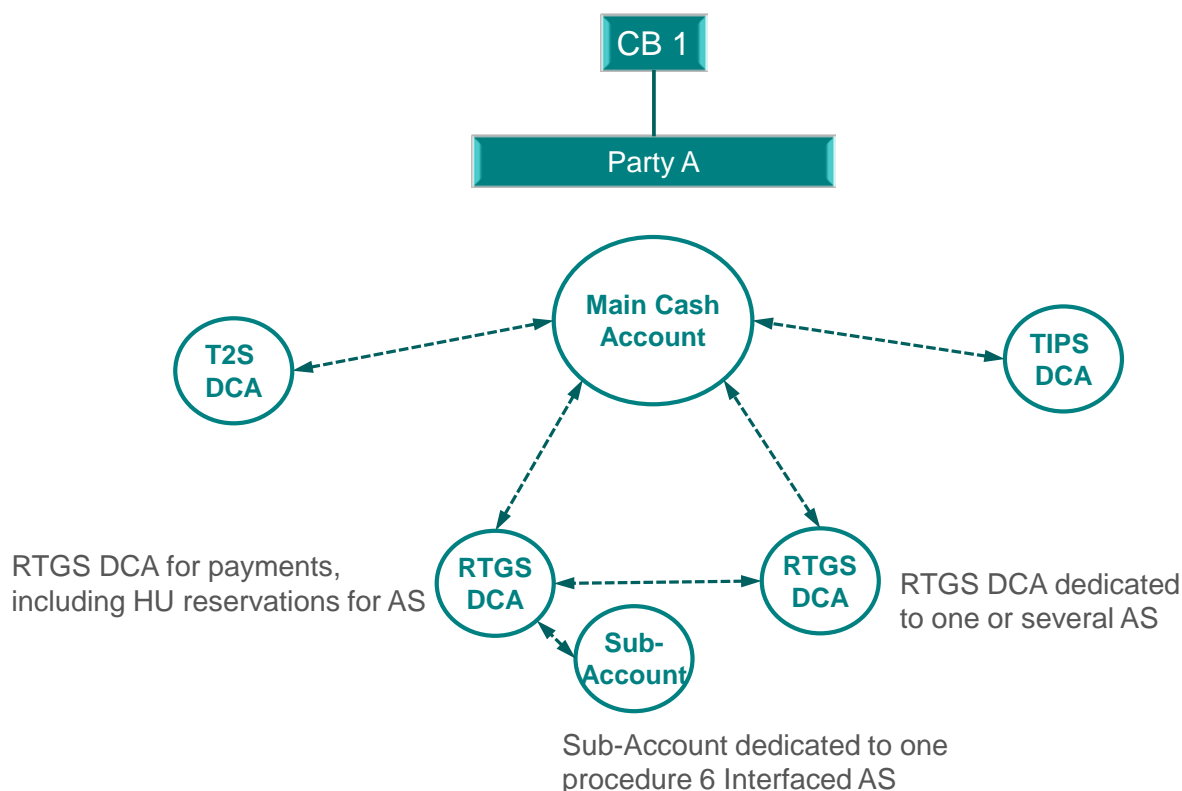 CB 1
Party A
Main Cash
Account
T2S
DCA
TIPS
DCA
RTGS DCA for payments,
including HU reservations for AS
RTGS
DCA
RTGS
DCA
RTGS DCA dedicated
to one or several AS
Sub-
Account
Sub-Account dedicated to one
procedure 6 Interfaced AS